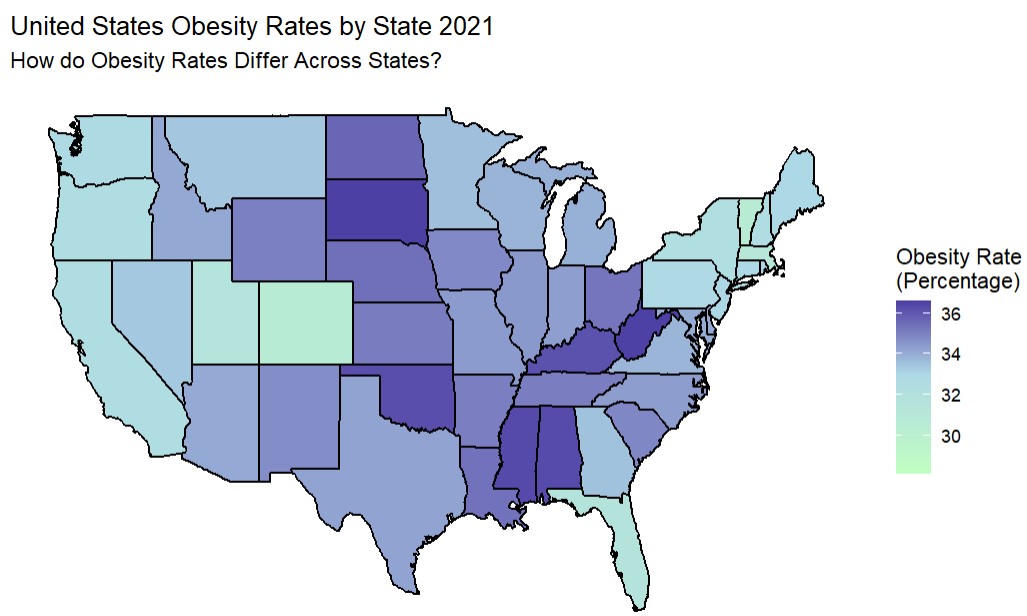 United States Obesity Rates by State 2021
How do Obesity Rates Differ Across States?
Obesity Rate
(Percentage)
36
34
32
30